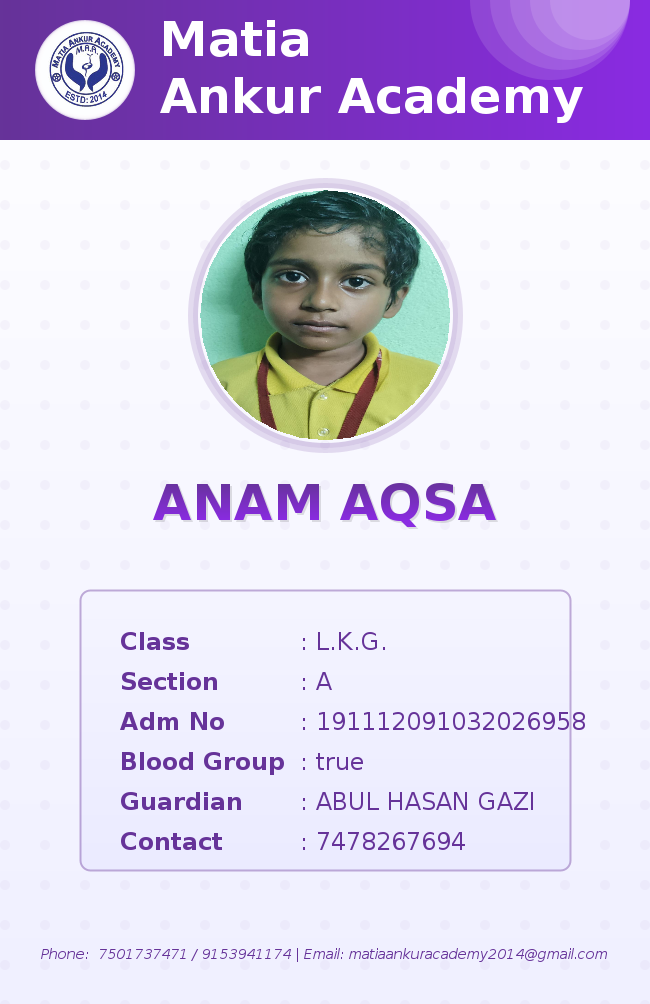 MATIA ANKUR ACADEMY
M.A.A.
ESTD: 2014
Matia
Ankur Academy
ANAM AQSA
Class : L.K.G.
Section : A
Adm No : 191112091032026958
Blood Group : true
Guardian : ABUL HASAN GAZI
Contact : 7478267694
Phone: 7501737471 / 9153941174 | Email: matiaankuracademy2014@gmail.com